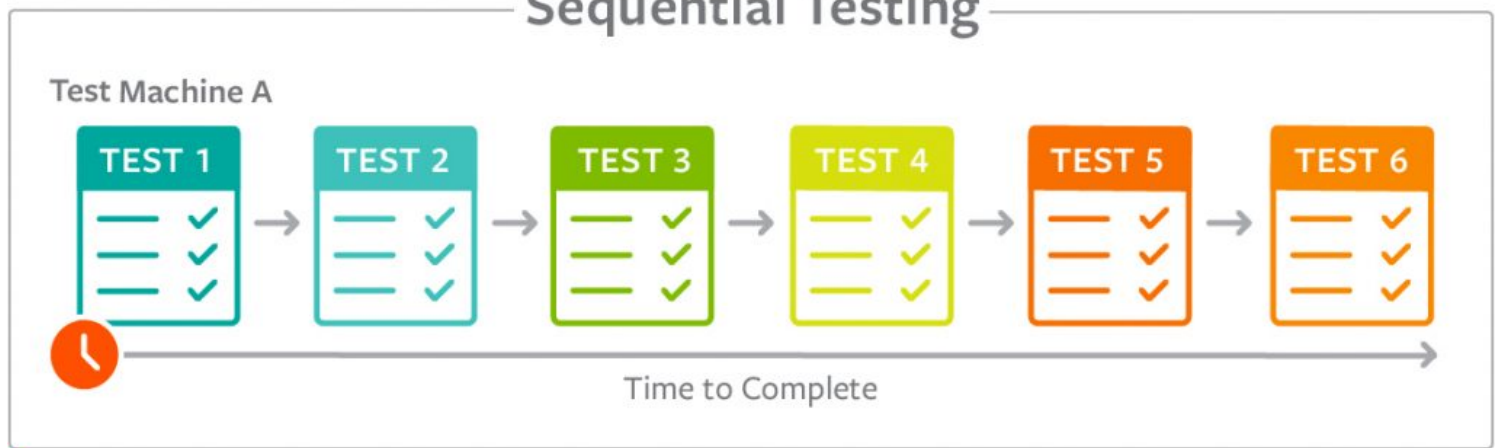 Sequential Testing
Test Machine A
TEST 1
TEST 2
TEST 3
TEST 4
TEST 5
TEST 6
Time to Complete